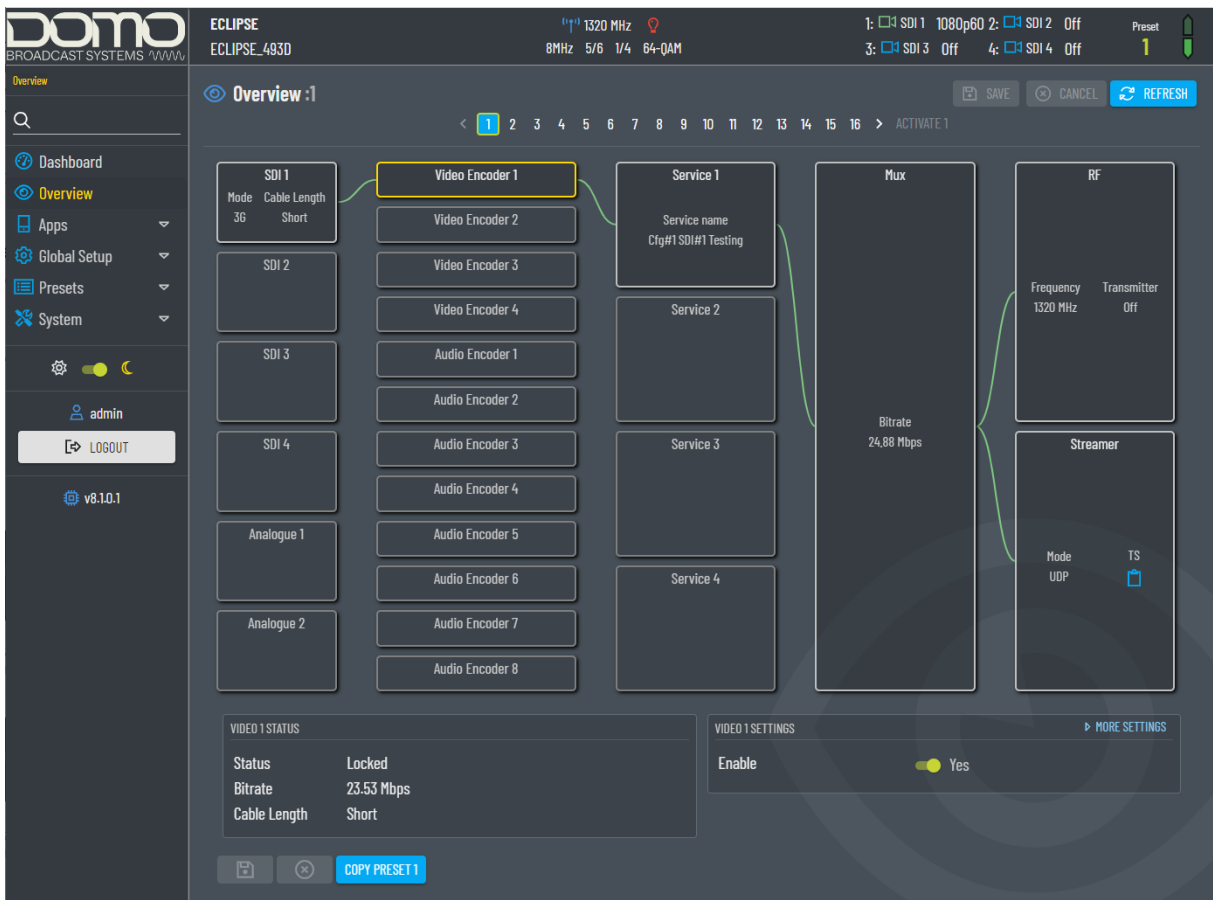 DOMO
BROADCAST SYSTEMS
ECLIPSE
ECLIPSE_493D
1320 MHz
8MHz 5/6 1/4 64-QAM
1: SDI 1 1080p60 2: SDI 2 Off
3: SDI 3 Off 4: SDI 4 Off
Preset
1
Overview
Dashboard
Overview
Apps
Global Setup
Presets
System
admin
LOGOUT
v8.1.0.1
Overview :1
SAVE
CANCEL
REFRESH
< 1 2 3 4 5 6 7 8 9 10 11 12 13 14 15 16 > ACTIVATE 1
SDI 1
Mode Cable Length
3G Short
SDI 2
SDI 3
SDI 4
Analogue 1
Analogue 2
Video Encoder 1
Video Encoder 2
Video Encoder 3
Video Encoder 4
Audio Encoder 1
Audio Encoder 2
Audio Encoder 3
Audio Encoder 4
Audio Encoder 5
Audio Encoder 6
Audio Encoder 7
Audio Encoder 8
Service 1
Service name
Cfg#1 SDI#1 Testing
Service 2
Service 3
Service 4
Mux
Bitrate
24.88 Mbps
RF
Frequency Transmitter
1320 MHz Off
Streamer
Mode TS
UDP
VIDEO 1 STATUS
Status Locked
Bitrate 23.53 Mbps
Cable Length Short
VIDEO 1 SETTINGS
MORE SETTINGS
Enable Yes
COPY PRESET 1